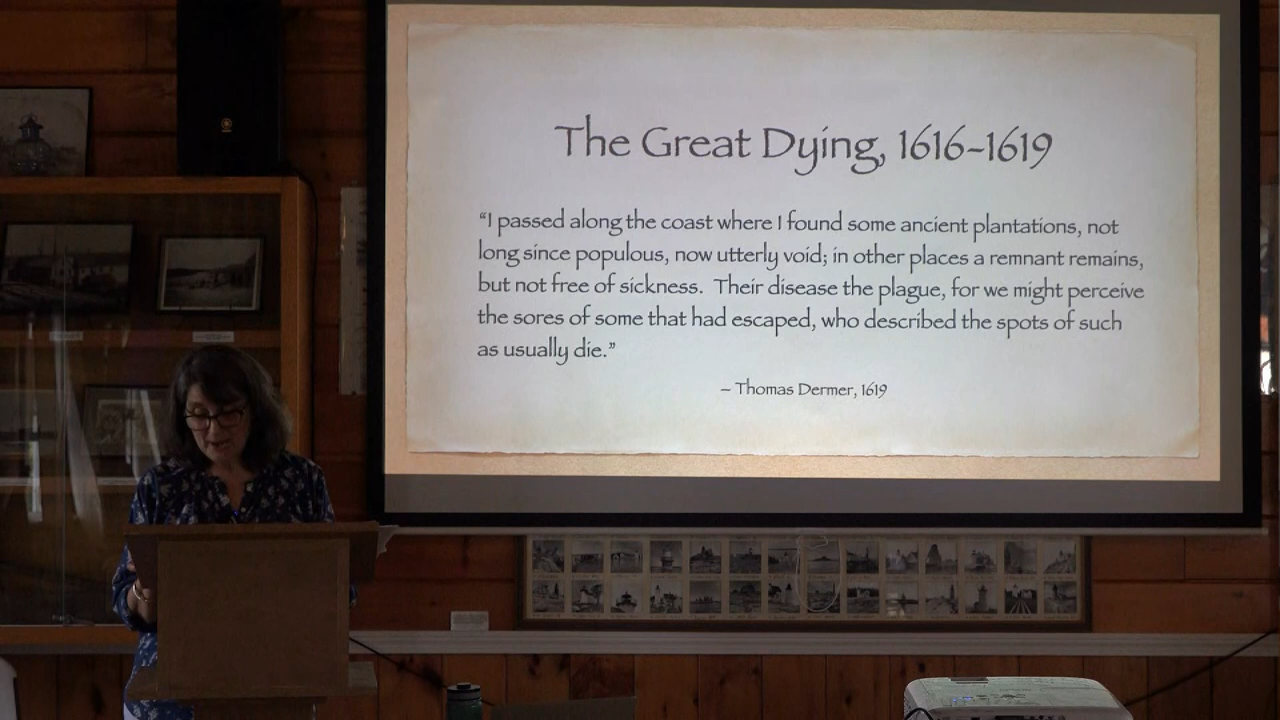 The Great Dying, 1616-1619
“I passed along the coast where I found some ancient plantations, not
long since populous, now utterly void; in other places a remnant remains,
but not free of sickness. Their disease the plague, for we might perceive
the sores of some that had escaped, who described the spots of such
as usually die.”
– Thomas Dermer, 1619